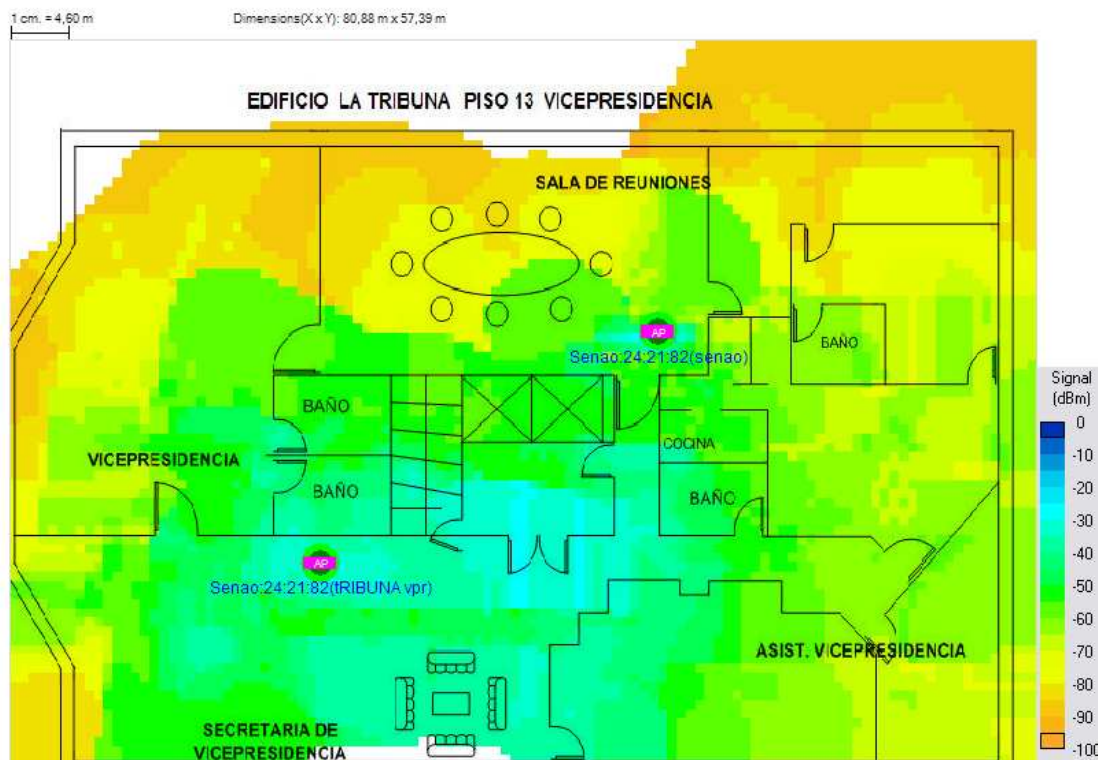 1 cm. = 4,60 m
Dimensions(X x Y): 80,88 m x 57,39 m
EDIFICIO LA TRIBUNA PISO 13 VICEPRESIDENCIA
SALA DE REUNIONES
AP
Senao:24:21:82(senao)
BAÑO
BAÑO
COCINA
VICEPRESIDENCIA
BAÑO
BAÑO
AP
Senao:24:21:82(tRIBUNA vpr)
ASIST. VICEPRESIDENCIA
SECRETARIA DE
VICEPRESIDENCIA
Signal
(dBm)
0
-10
-20
-30
-40
-50
-60
-70
-80
-90
-100